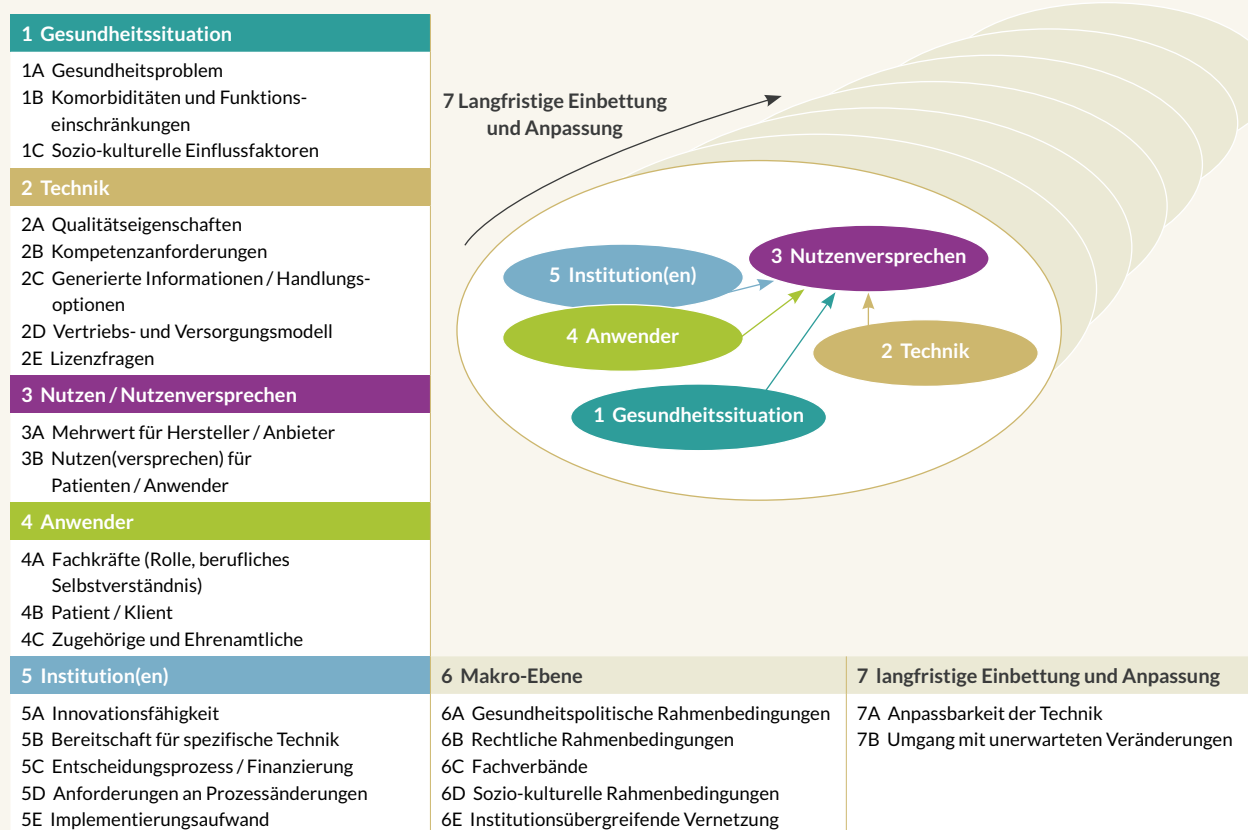 1 Gesundheitssituation
1A Gesundheitsproblem
1B Komorbiditäten und Funktions-
einschränkungen
1C Sozio-kulturelle Einflussfaktoren
2 Technik
2A Qualitätseigenschaften
2B Kompetenzanforderungen
2C Generierte Informationen / Handlungs-
optionen
2D Vertriebs- und Versorgungsmodell
2E Lizenzfragen
3 Nutzen / Nutzenversprechen
3A Mehrwert für Hersteller / Anbieter
3B Nutzen(versprechen) für
Patienten / Anwender
4 Anwender
4A Fachkräfte (Rolle, berufliches
Selbstverständnis)
4B Patient / Klient
4C Zugehörige und Ehrenamtliche
5 Institution(en)
5A Innovationsfähigkeit
5B Bereitschaft für spezifische Technik
5C Entscheidungsprozess / Finanzierung
5D Anforderungen an Prozessänderungen
5E Implementierungsaufwand
7 Langfristige Einbettung
und Anpassung
3 Nutzenversprechen
5 Institution(en)
4 Anwender
2 Technik
1 Gesundheitssituation
6 Makro-Ebene
6A Gesundheitspolitische Rahmenbedingungen
6B Rechtliche Rahmenbedingungen
6C Fachverbände
6D Sozio-kulturelle Rahmenbedingungen
6E Institutionsübergreifende Vernetzung
7 langfristige Einbettung und Anpassung
7A Anpassbarkeit der Technik
7B Umgang mit unerwarteten Veränderungen